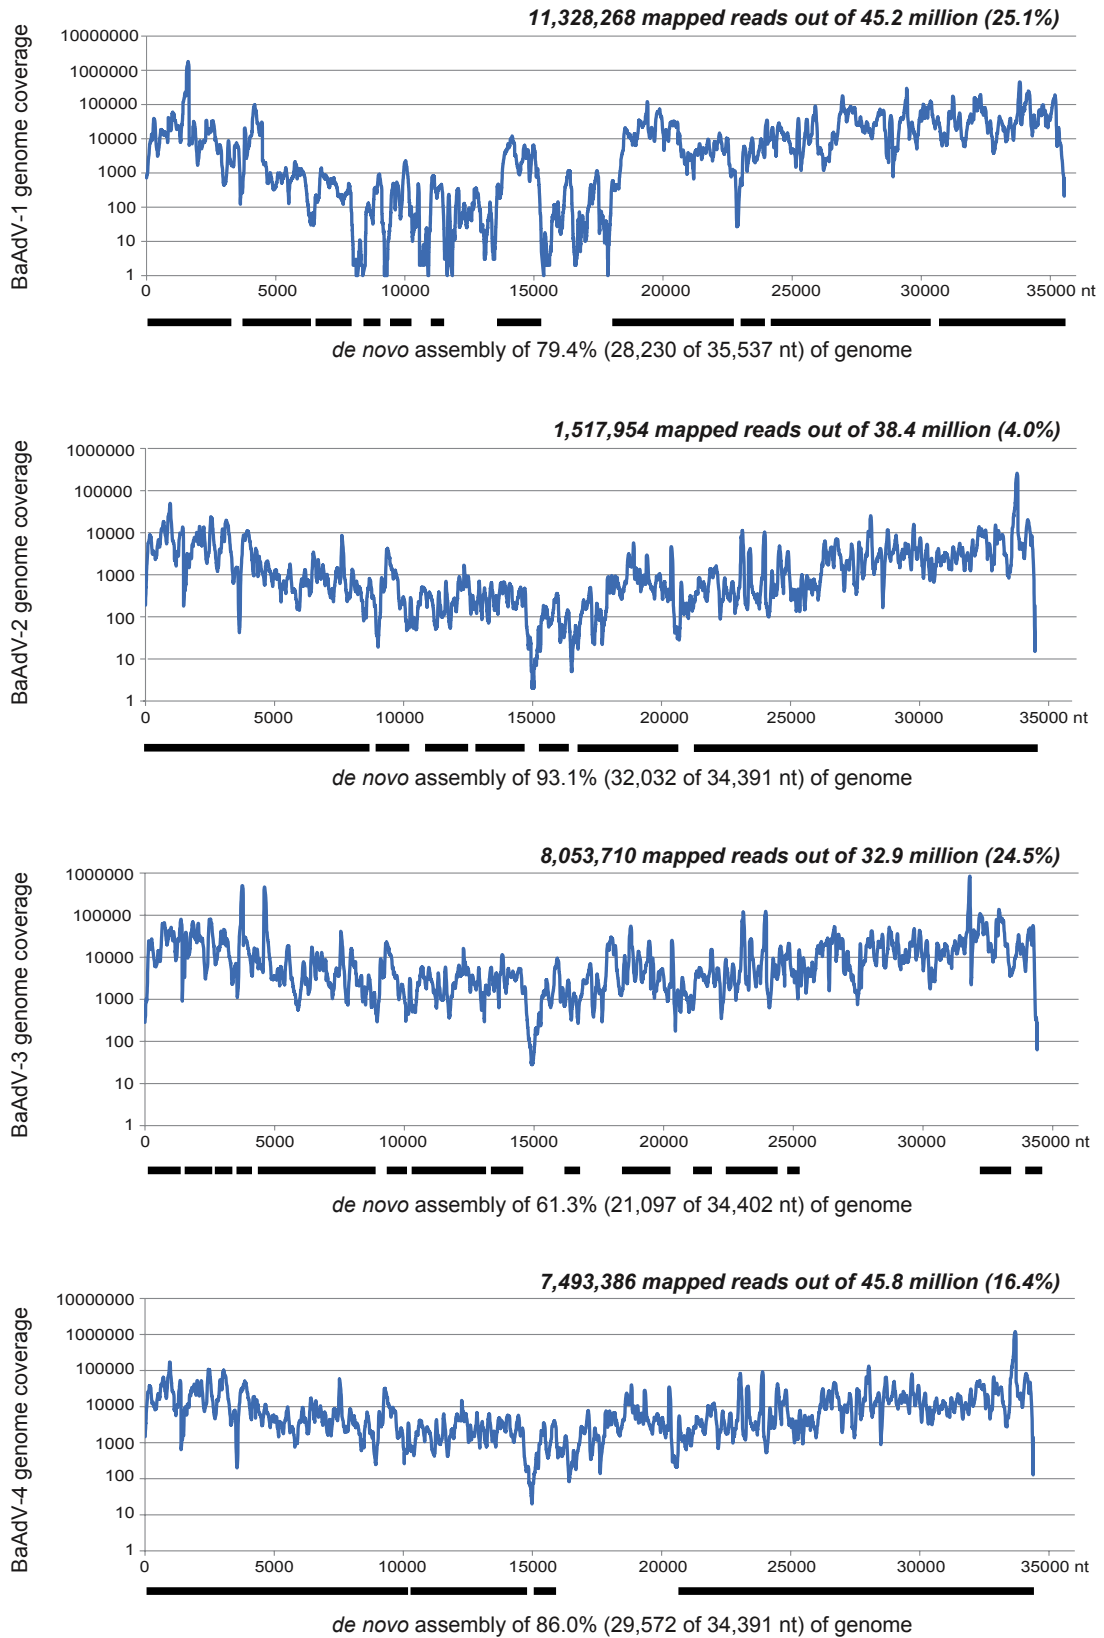 11,328,268 mapped reads out of 45.2 million (25.1%)
BaAdV-1 genome coverage
10000000
1000000
100000
10000
1000
100
10
1
0 5000 10000 15000 20000 25000 30000 35000 nt
de novo assembly of 79.4% (28,230 of 35,537 nt) of genome
1,517,954 mapped reads out of 38.4 million (4.0%)
BaAdV-2 genome coverage
1000000
100000
10000
1000
100
10
1
0 5000 10000 15000 20000 25000 30000 35000 nt
de novo assembly of 93.1% (32,032 of 34,391 nt) of genome
8,053,710 mapped reads out of 32.9 million (24.5%)
BaAdV-3 genome coverage
1000000
100000
10000
1000
100
10
1
0 5000 10000 15000 20000 25000 30000 35000 nt
de novo assembly of 61.3% (21,097 of 34,402 nt) of genome
7,493,386 mapped reads out of 45.8 million (16.4%)
BaAdV-4 genome coverage
10000000
1000000
100000
10000
1000
100
10
1
0 5000 10000 15000 20000 25000 30000 35000 nt
de novo assembly of 86.0% (29,572 of 34,391 nt) of genome